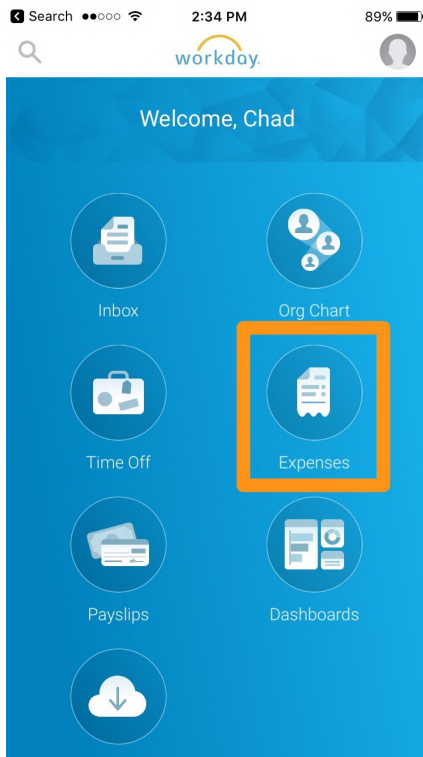 Search 2:34 PM 89%
workday.
Welcome, Chad
Inbox Org Chart
Time Off Expenses
Payslips Dashboards